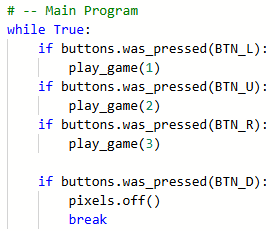 # -- Main Program
while True:
    if buttons.was_pressed(BTN_L):
        play_game(1)
    if buttons.was_pressed(BTN_U):
        play_game(2)
    if buttons.was_pressed(BTN_R):
        play_game(3)

    if buttons.was_pressed(BTN_D):
        pixels.off()
        break